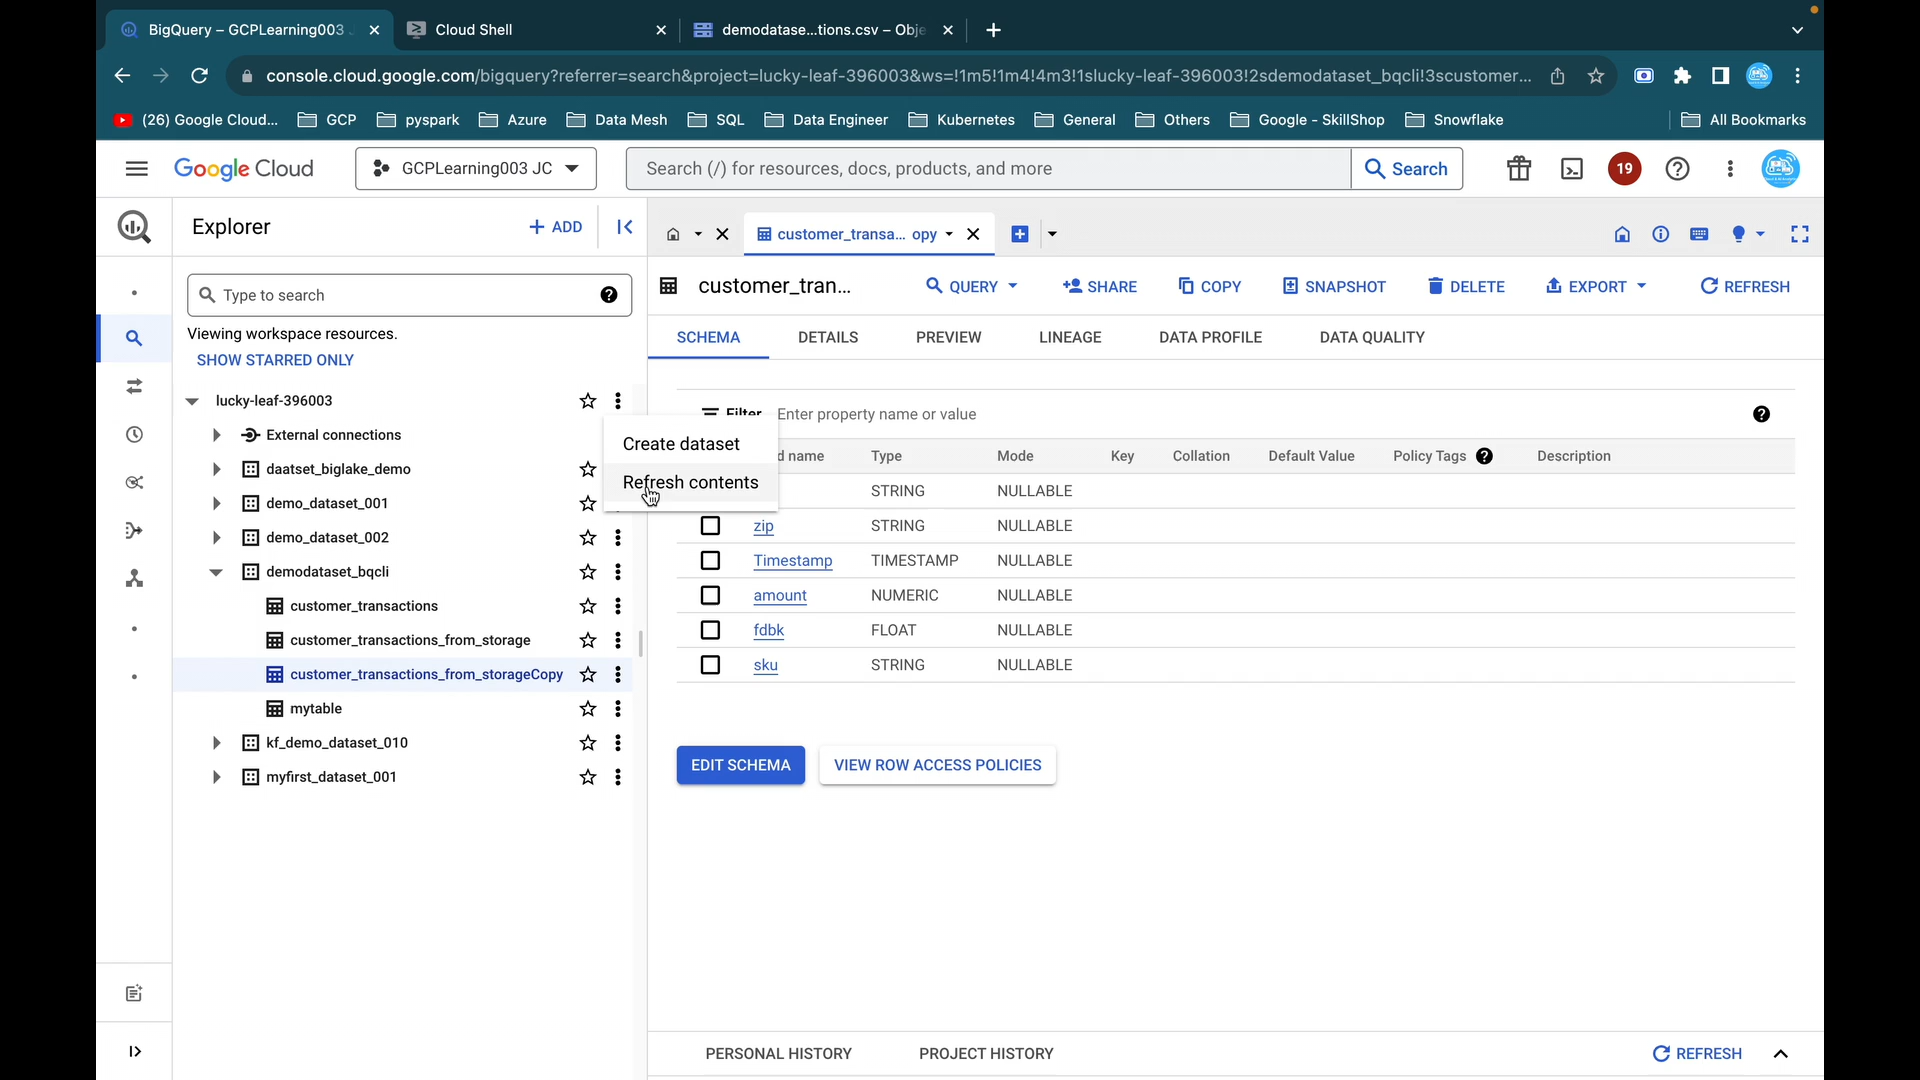 BigQuery – GCPLearning003
Cloud Shell
demodatase...tions.csv – Obje
console.cloud.google.com/bigquery?referrer=search&project=lucky-leaf-396003&ws=!1m5!1m4!4m3!1slucky-leaf-396003!2sdemodataset_bqcli!3scustomer...
(26) Google Cloud...
GCP
pyspark
Azure
Data Mesh
SQL
Data Engineer
Kubernetes
General
Others
Google - SkillShop
Snowflake
All Bookmarks
Google Cloud
GCPLearning003 JC
Search (/) for resources, docs, products, and more
Search
19
Explorer
+ ADD
customer_transa... opy
Type to search
customer_tran...
QUERY
SHARE
COPY
SNAPSHOT
DELETE
EXPORT
REFRESH
Viewing workspace resources.
SHOW STARRED ONLY
SCHEMA
DETAILS
PREVIEW
LINEAGE
DATA PROFILE
DATA QUALITY
lucky-leaf-396003
External connections
daatset_biglake_demo
demo_dataset_001
demo_dataset_002
demodataset_bqcli
customer_transactions
customer_transactions_from_storage
customer_transactions_from_storageCopy
mytable
kf_demo_dataset_010
myfirst_dataset_001
Create dataset
Refresh contents
Filter
Enter property name or value
d name
Type
Mode
Key
Collation
Default Value
Policy Tags
Description
STRING
NULLABLE
zip
STRING
NULLABLE
Timestamp
TIMESTAMP
NULLABLE
amount
NUMERIC
NULLABLE
fdbk
FLOAT
NULLABLE
sku
STRING
NULLABLE
EDIT SCHEMA
VIEW ROW ACCESS POLICIES
PERSONAL HISTORY
PROJECT HISTORY
REFRESH